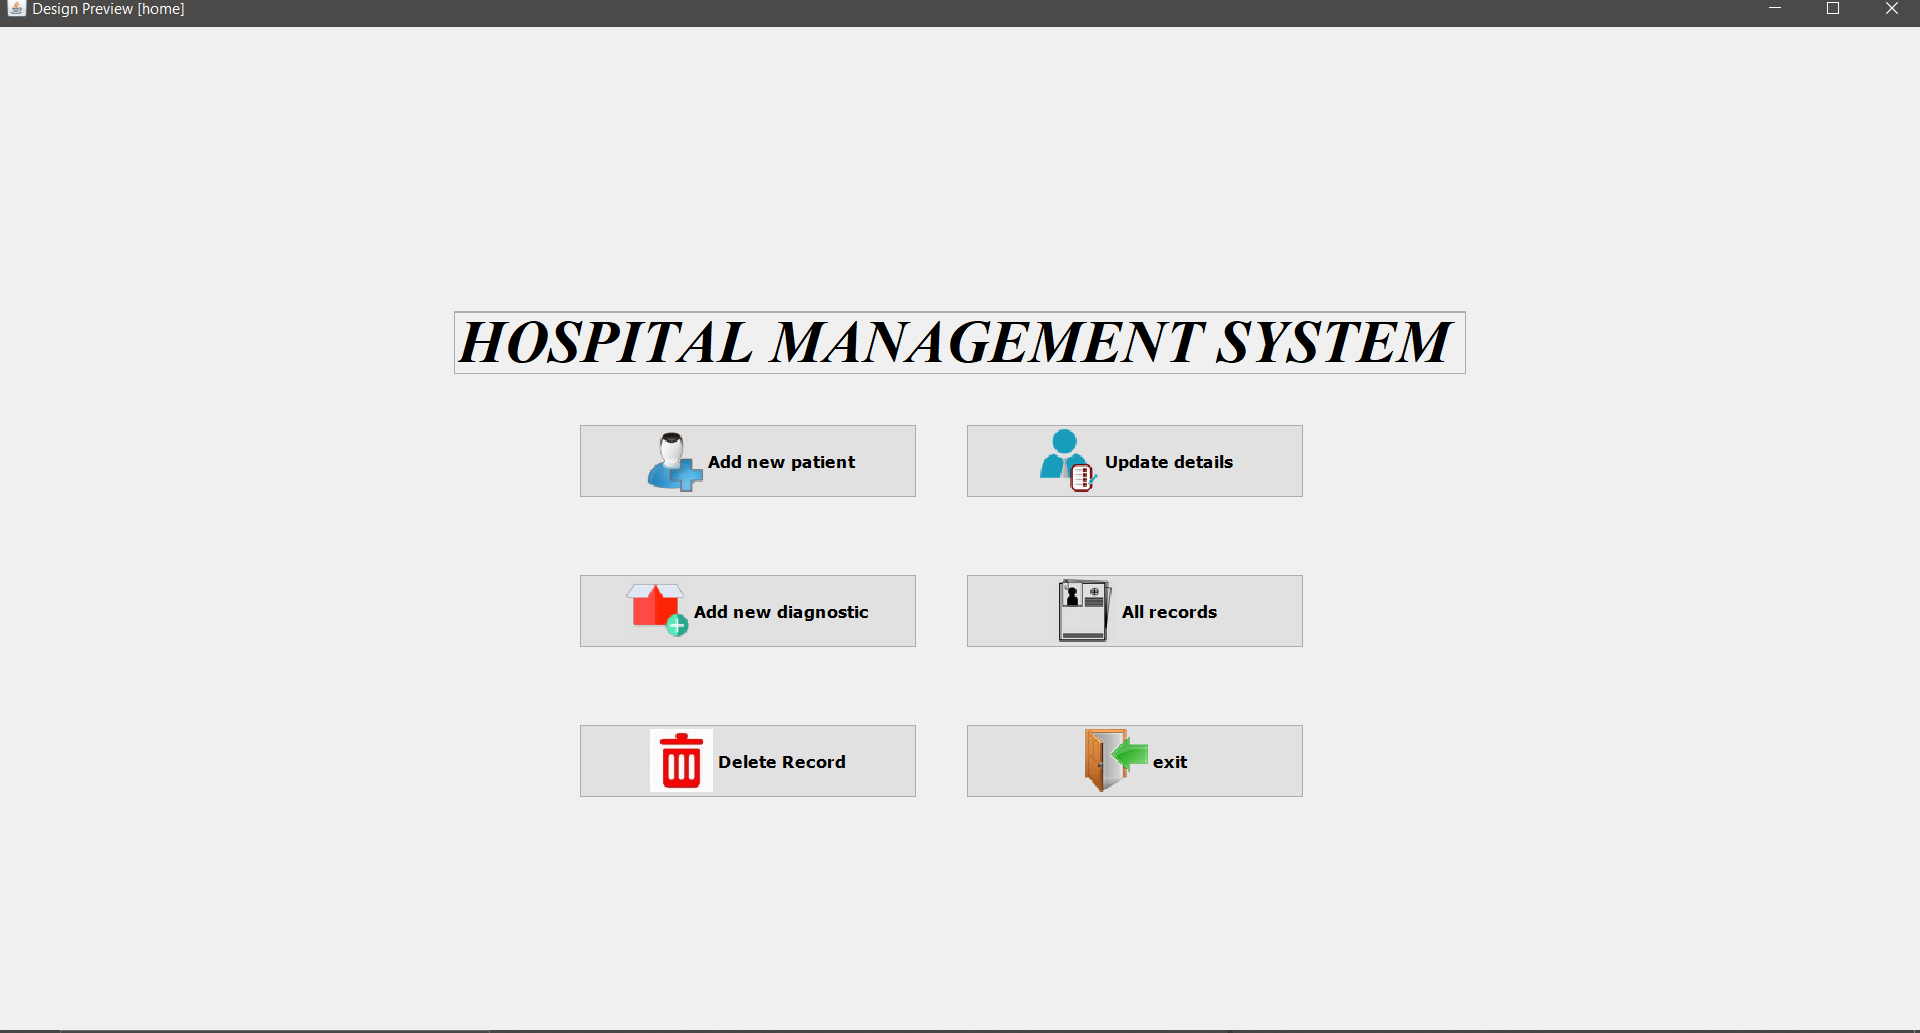 Design Preview [home]
HOSPITAL MANAGEMENT SYSTEM
Add new patient
Update details
Add new diagnostic
All records
Delete Record
exit